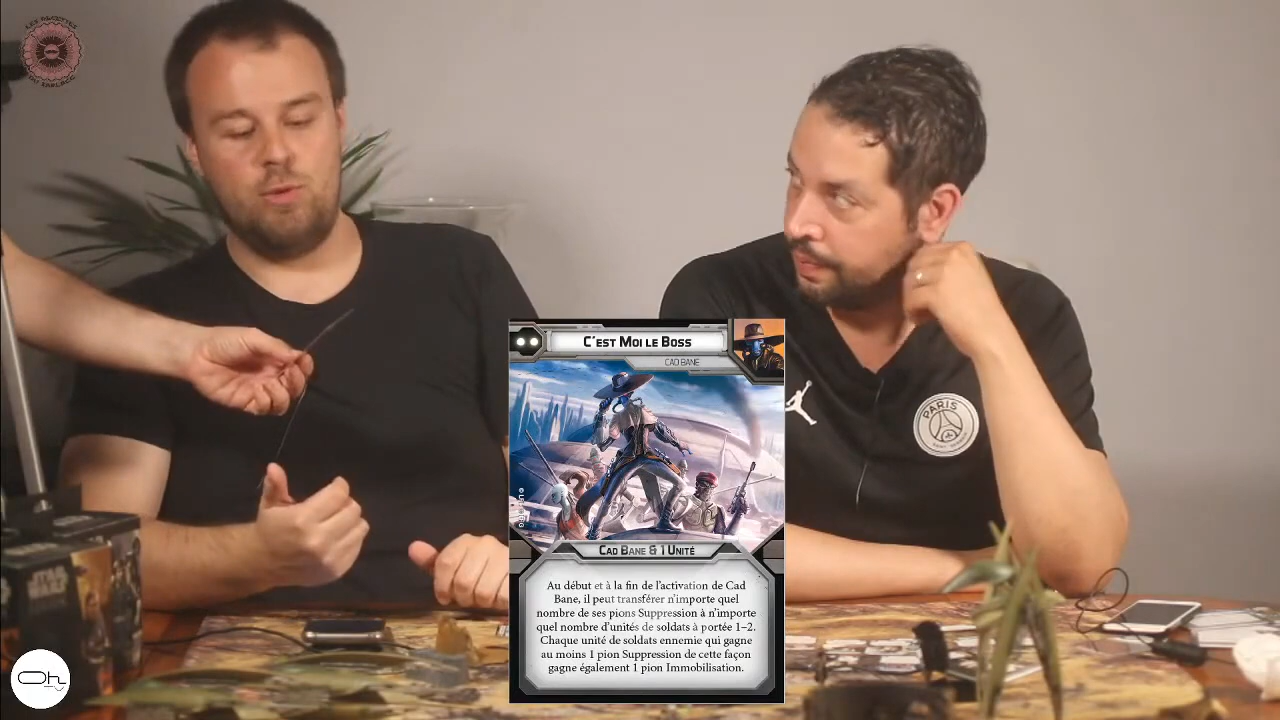 C'est Moi le Boss
CAD BANE
Cad Bane & 1 Unité
Au début et à la fin de l'activation de Cad
Bane, il peut transférer n'importe quel
nombre de ses pions Suppression à n'importe
quel nombre d'unités de soldats à portée 1–2.
Chaque unité de soldats ennemie qui gagne
au moins 1 pion Suppression de cette façon
gagne également 1 pion Immobilisation.
PARIS
STAR
WARS
Oh